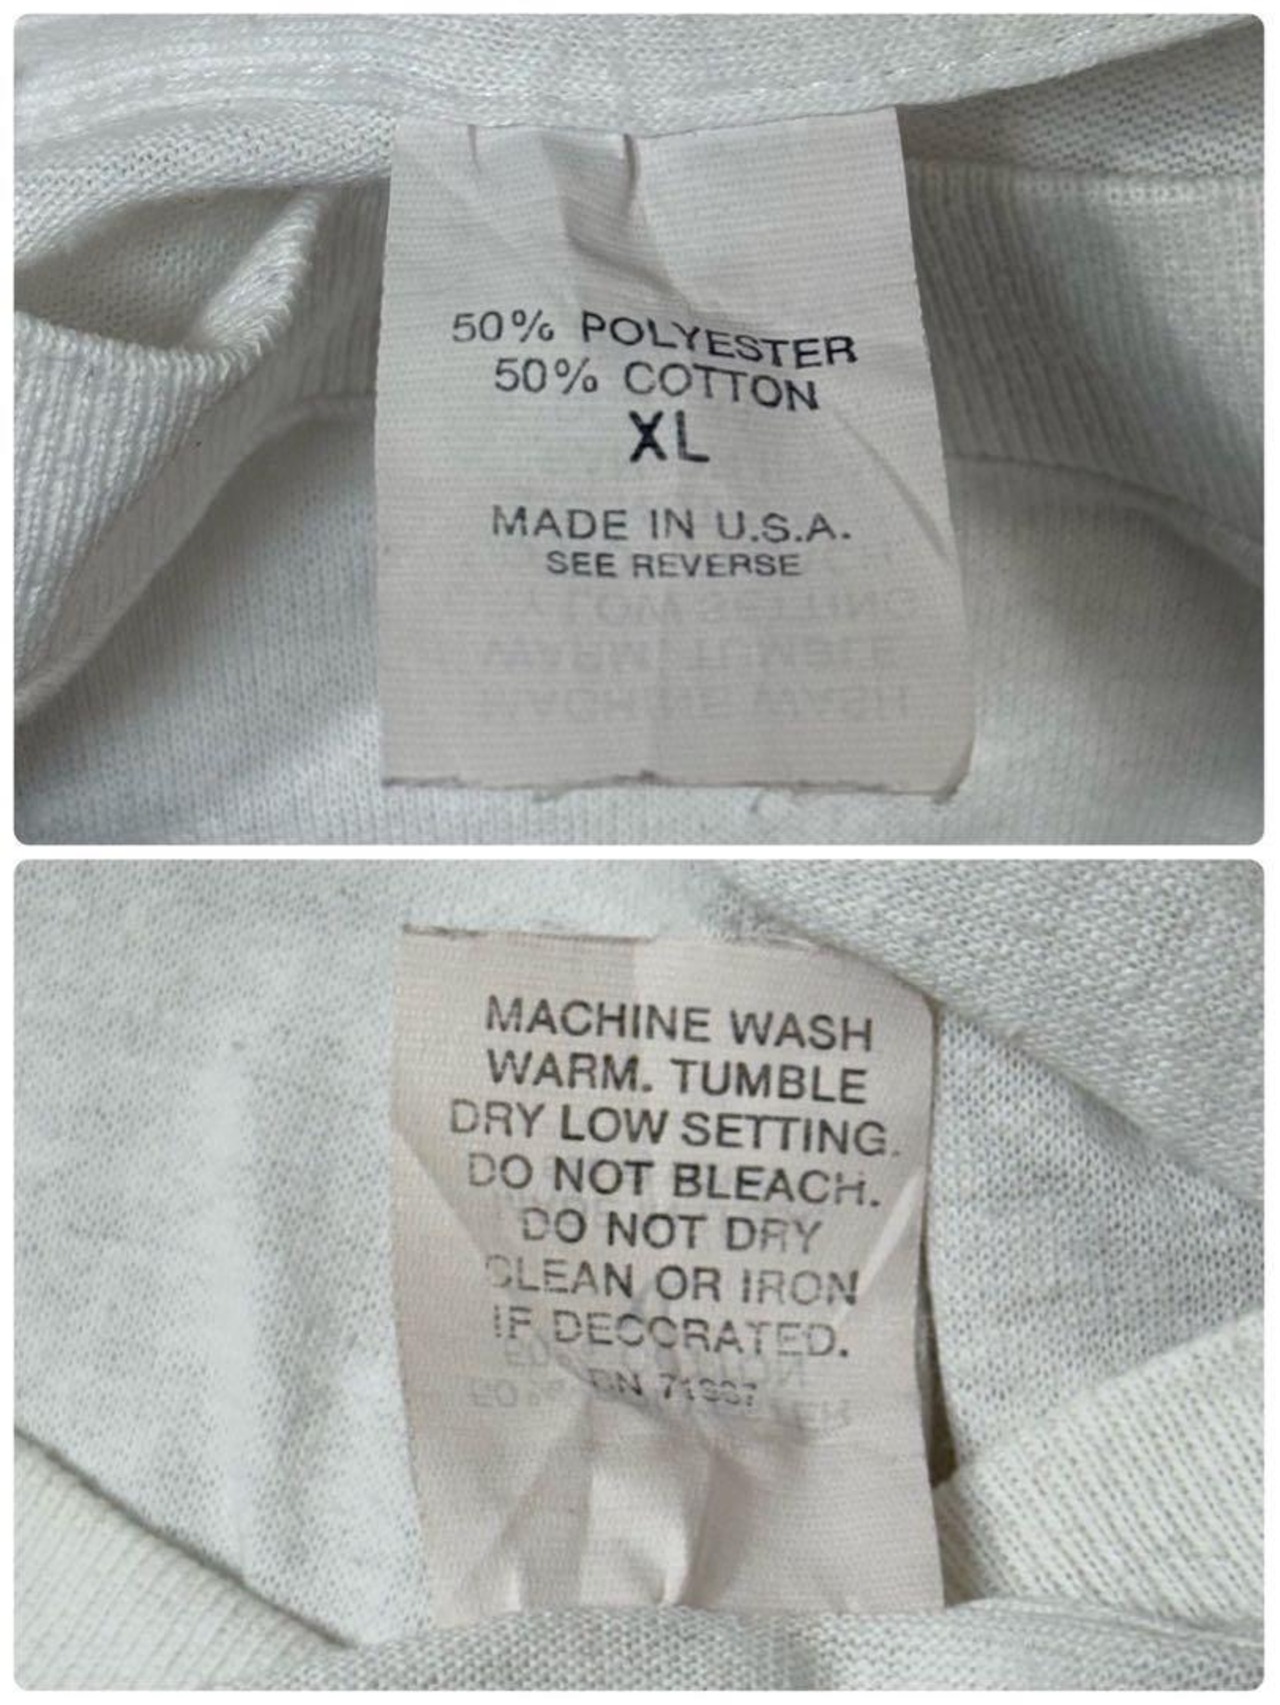 50% POLYESTER
50% COTTON
XL
MADE IN U.S.A.
SEE REVERSE
MACHINE WASH
WARM. TUMBLE
DRY LOW SETTING.
DO NOT BLEACH.
DO NOT DRY
CLEAN OR IRON
IF DECORATED.
RN